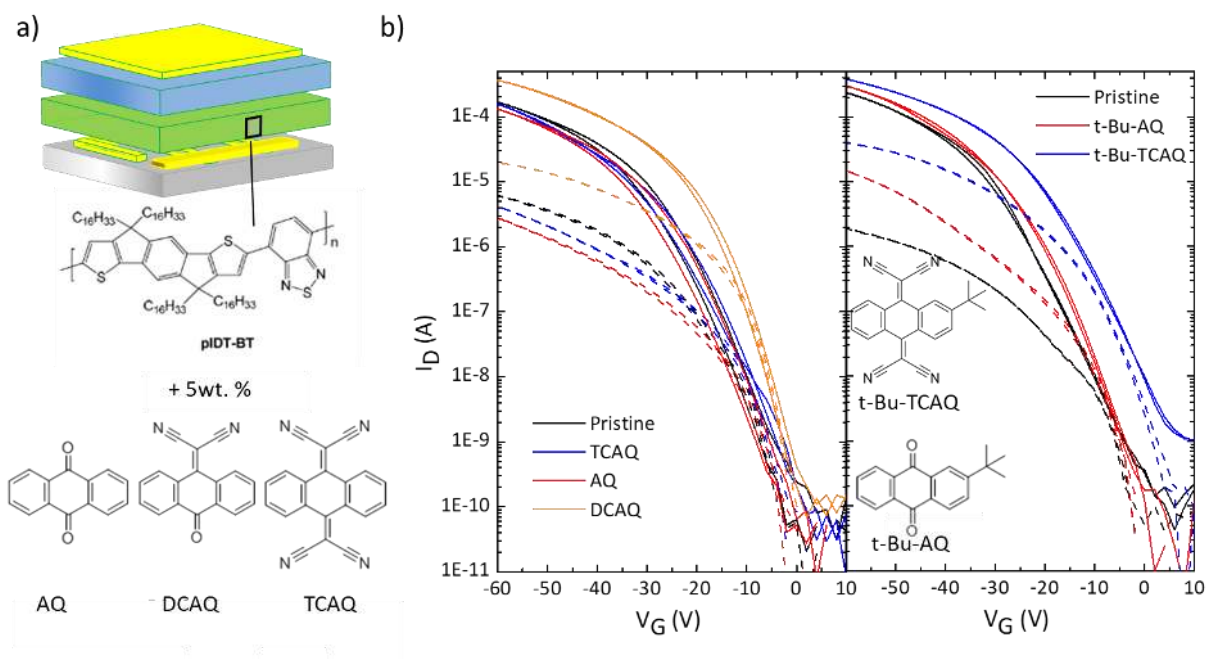 a)
b)
C16H33
C16H33
S
S
n
N
N
S
C16H33
C16H33
pIDT-BT
+ 5wt. %
N
N
N
N
O
O
O
N
N
AQ
DCAQ
TCAQ
1E-4
1E-5
1E-6
1E-7
1E-8
1E-9
1E-10
1E-11
ID (A)
Pristine
TCAQ
AQ
DCAQ
-60
-50
-40
-30
-20
-10
0
10
VG (V)
Pristine
t-Bu-AQ
t-Bu-TCAQ
N
N
N
N
t-Bu-TCAQ
O
O
t-Bu-AQ
-50
-40
-30
-20
-10
0
10
VG (V)